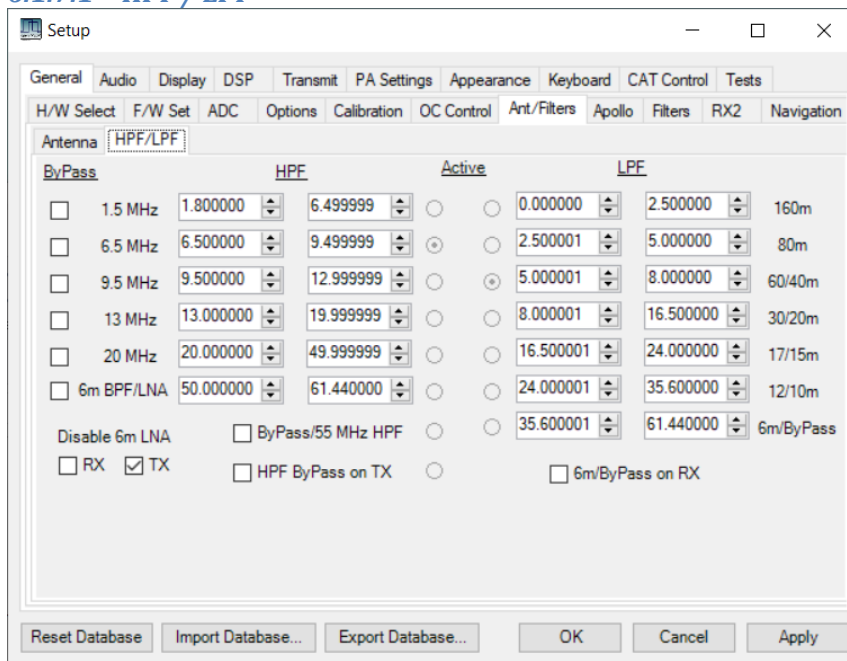 Setup
General Audio Display DSP Transmit PA Settings Appearance Keyboard CAT Control Tests
H/W Select F/W Set ADC Options Calibration OC Control Ant/Filters Apollo Filters RX2 Navigation
Antenna HPF/LPF
ByPass HPF Active LPF
1.5 MHz 1.800000 6.499999 0.000000 2.500000 160m
6.5 MHz 6.500000 9.499999 2.500001 5.000000 80m
9.5 MHz 9.500000 12.999999 5.000001 8.000000 60/40m
13 MHz 13.000000 19.999999 8.000001 16.500000 30/20m
20 MHz 20.000000 49.999999 16.500001 24.000000 17/15m
6m BPF/LNA 50.000000 61.440000 24.000001 35.600000 12/10m
35.600001 61.440000 6m/ByPass
Disable 6m LNA ByPass/55 MHz HPF
RX TX HPF ByPass on TX 6m/ByPass on RX
Reset Database Import Database... Export Database... OK Cancel Apply